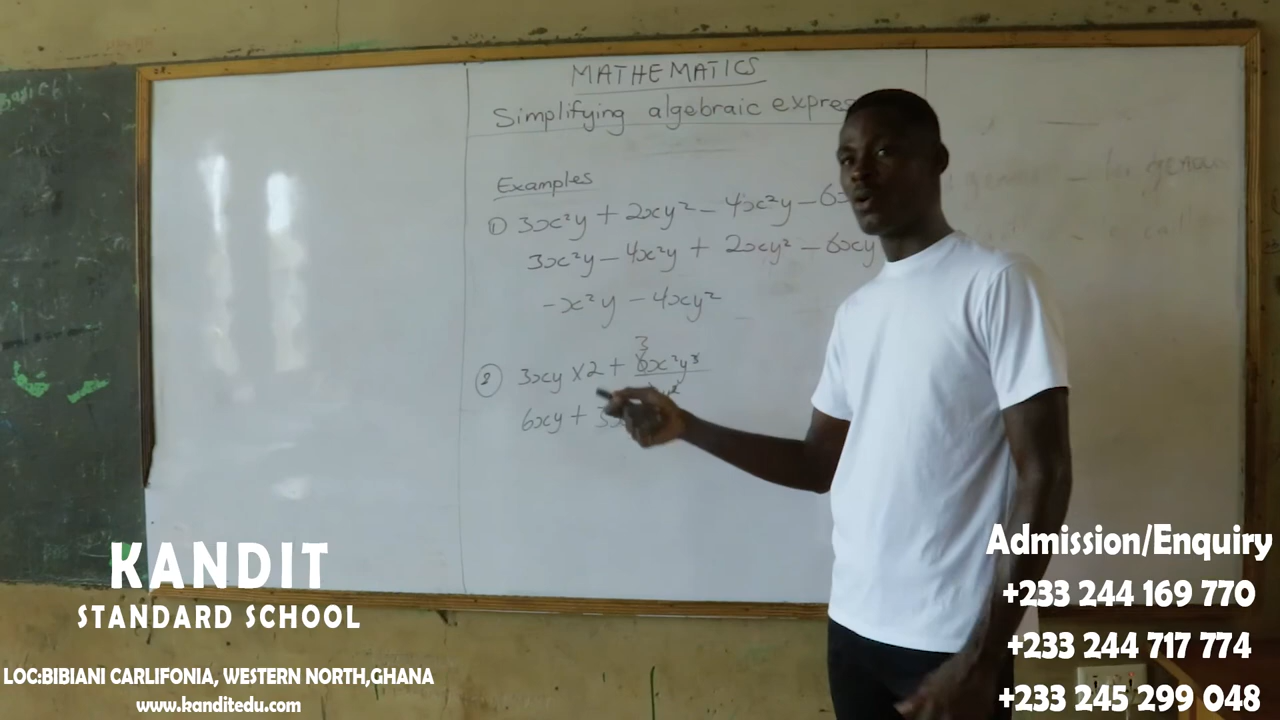 MATHEMATICS
Simplifying algebraic expres
Examples
① 3x²y + 2xy² – 4x²y – 6x
3x²y – 4x²y + 2xy² – 6xy
–x²y – 4xy²
3
② 3xy × 2 + 6x²y³
6xy + 3
KANDIT
STANDARD SCHOOL
LOC:BIBIANI CARLIFONIA, WESTERN NORTH,GHANA
www.kanditedu.com
Admission/Enquiry
+233 244 169 770
+233 244 717 774
+233 245 299 048